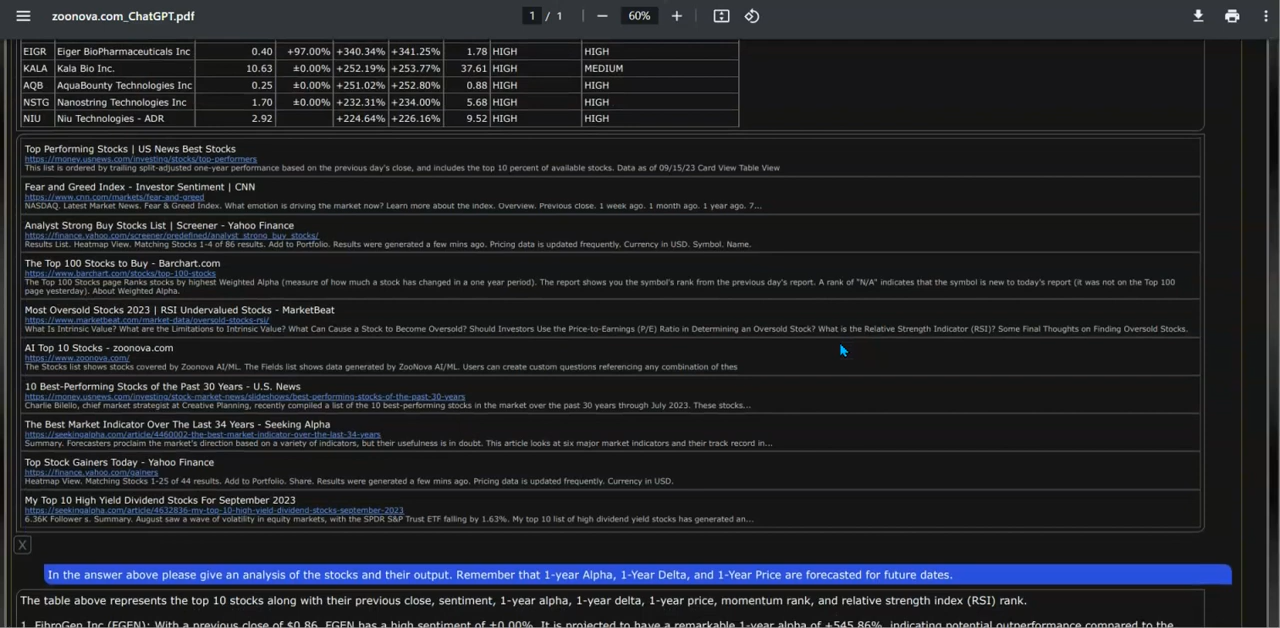 zoonova.com_ChatGPT.pdf
1 / 1
60%
EIGR Eiger BioPharmaceuticals Inc 0.40 +97.00% +340.34% +341.25% 1.78 HIGH HIGH
KALA Kala Bio Inc. 10.63 ±0.00% +252.19% +253.77% 37.61 HIGH MEDIUM
AQB AquaBounty Technologies Inc 0.25 ±0.00% +251.02% +252.80% 0.88 HIGH HIGH
NSTG Nanostring Technologies Inc 1.70 ±0.00% +232.31% +234.00% 5.68 HIGH HIGH
NIU Niu Technologies - ADR 2.92 +224.64% +226.16% 9.52 HIGH HIGH
Top Performing Stocks | US News Best Stocks
https://money.usnews.com/investing/stocks/top-performers
This list is ordered by trailing split-adjusted one-year performance based on the previous day's close, and includes the top 10 percent of available stocks. Data as of 09/15/23 Card View Table View
Fear and Greed Index - Investor Sentiment | CNN
https://www.cnn.com/markets/fear-and-greed
NASDAQ. Latest Market News. Fear & Greed Index. What emotion is driving the market now? Learn more about the index. Overview. Previous close. 1 week ago. 1 month ago. 1 year ago. 7...
Analyst Strong Buy Stocks List | Screener - Yahoo Finance
https://finance.yahoo.com/screener/predefined/analyst_strong_buy_stocks/
Results List. Heatmap View. Matching Stocks 1-4 of 86 results. Add to Portfolio. Results were generated a few mins ago. Pricing data is updated frequently. Currency in USD. Symbol. Name.
The Top 100 Stocks to Buy - Barchart.com
https://www.barchart.com/stocks/top-100-stocks
The Top 100 Stocks page Ranks stocks by highest Weighted Alpha (measure of how much a stock has changed in a one year period). The report shows you the symbol's rank from the previous day's report. A rank of "N/A" indicates that the symbol is new to today's report (it was not on the Top 100
page yesterday). About Weighted Alpha.
Most Oversold Stocks 2023 | RSI Undervalued Stocks - MarketBeat
https://www.marketbeat.com/market-data/oversold-stocks-rsi/
What Is Intrinsic Value? What are the Limitations to Intrinsic Value? What Can Cause a Stock to Become Oversold? Should Investors Use the Price-to-Earnings (P/E) Ratio in Determining an Oversold Stock? What is the Relative Strength Indicator (RSI)? Some Final Thoughts on Finding Oversold Stocks.
AI Top 10 Stocks - zoonova.com
https://www.zoonova.com/
The Stocks list shows stocks covered by Zoonova AI/ML. The Fields list shows data generated by ZooNova AI/ML. Users can create custom questions referencing any combination of thes
10 Best-Performing Stocks of the Past 30 Years - U.S. News
https://money.usnews.com/investing/stock-market-news/slideshows/best-performing-stocks-of-the-past-30-years
Charlie Bilello, chief market strategist at Creative Planning, recently compiled a list of the 10 best-performing stocks in the market over the past 30 years through July 2023. These stocks...
The Best Market Indicator Over The Last 34 Years - Seeking Alpha
https://seekingalpha.com/article/4460002-the-best-market-indicator-over-the-last-34-years
Summary. Forecasters proclaim the market's direction based on a variety of indicators, but their usefulness is in doubt. This article looks at six major market indicators and their track record in...
Top Stock Gainers Today - Yahoo Finance
https://finance.yahoo.com/gainers
Heatmap View. Matching Stocks 1-25 of 44 results. Add to Portfolio. Share. Results were generated a few mins ago. Pricing data is updated frequently. Currency in USD.
My Top 10 High Yield Dividend Stocks For September 2023
https://seekingalpha.com/article/4632836-my-top-10-high-yield-dividend-stocks-september-2023
6.36K Follower s. Summary. August saw a wave of volatility in equity markets, with the SPDR S&P Trust ETF falling by 1.63%. My top 10 list of high dividend yield stocks has generated an...
X
In the answer above please give an analysis of the stocks and their output. Remember that 1-year Alpha, 1-Year Delta, and 1-Year Price are forecasted for future dates.
The table above represents the top 10 stocks along with their previous close, sentiment, 1-year alpha, 1-year delta, 1-year price, momentum rank, and relative strength index (RSI) rank.
1. FibroGen Inc (FGEN): With a previous close of $0.86, FGEN has a high sentiment of ±0.00%. It is projected to have a remarkable 1-year alpha of +545.86%, indicating potential outperformance compared to the